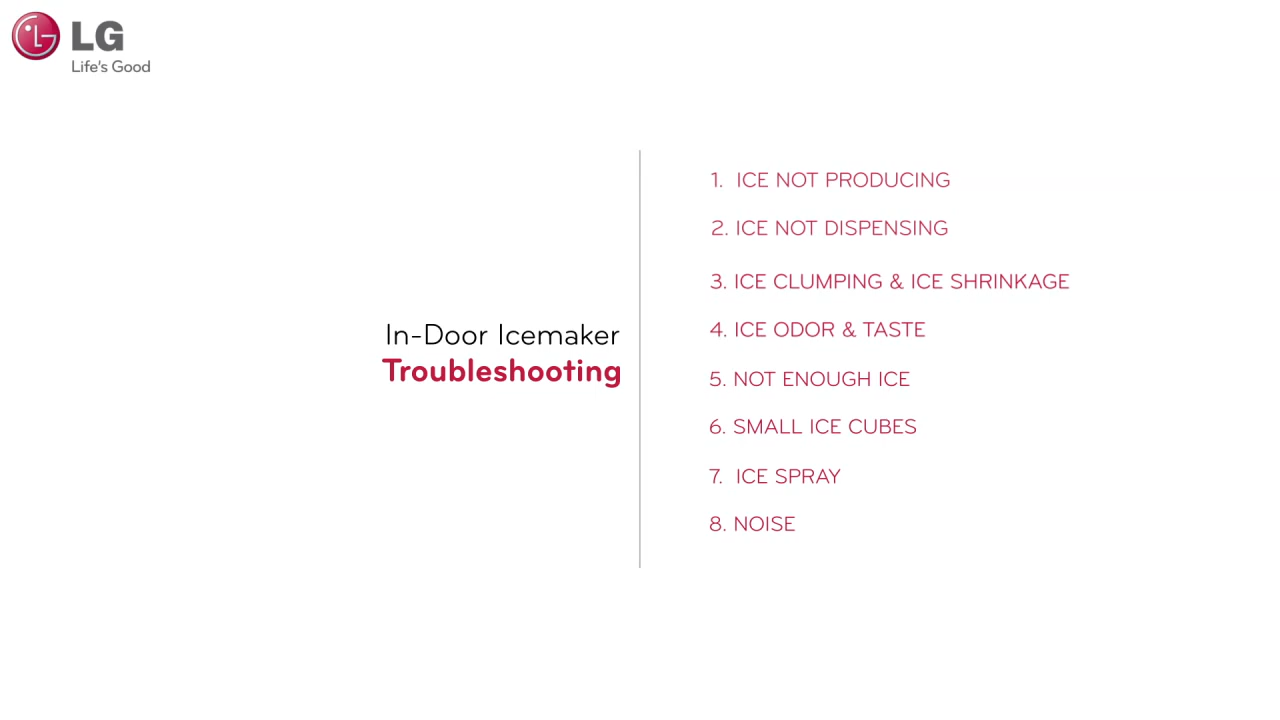 LG
Life's Good
In-Door Icemaker
Troubleshooting
1. ICE NOT PRODUCING
2. ICE NOT DISPENSING
3. ICE CLUMPING & ICE SHRINKAGE
4. ICE ODOR & TASTE
5. NOT ENOUGH ICE
6. SMALL ICE CUBES
7. ICE SPRAY
8. NOISE